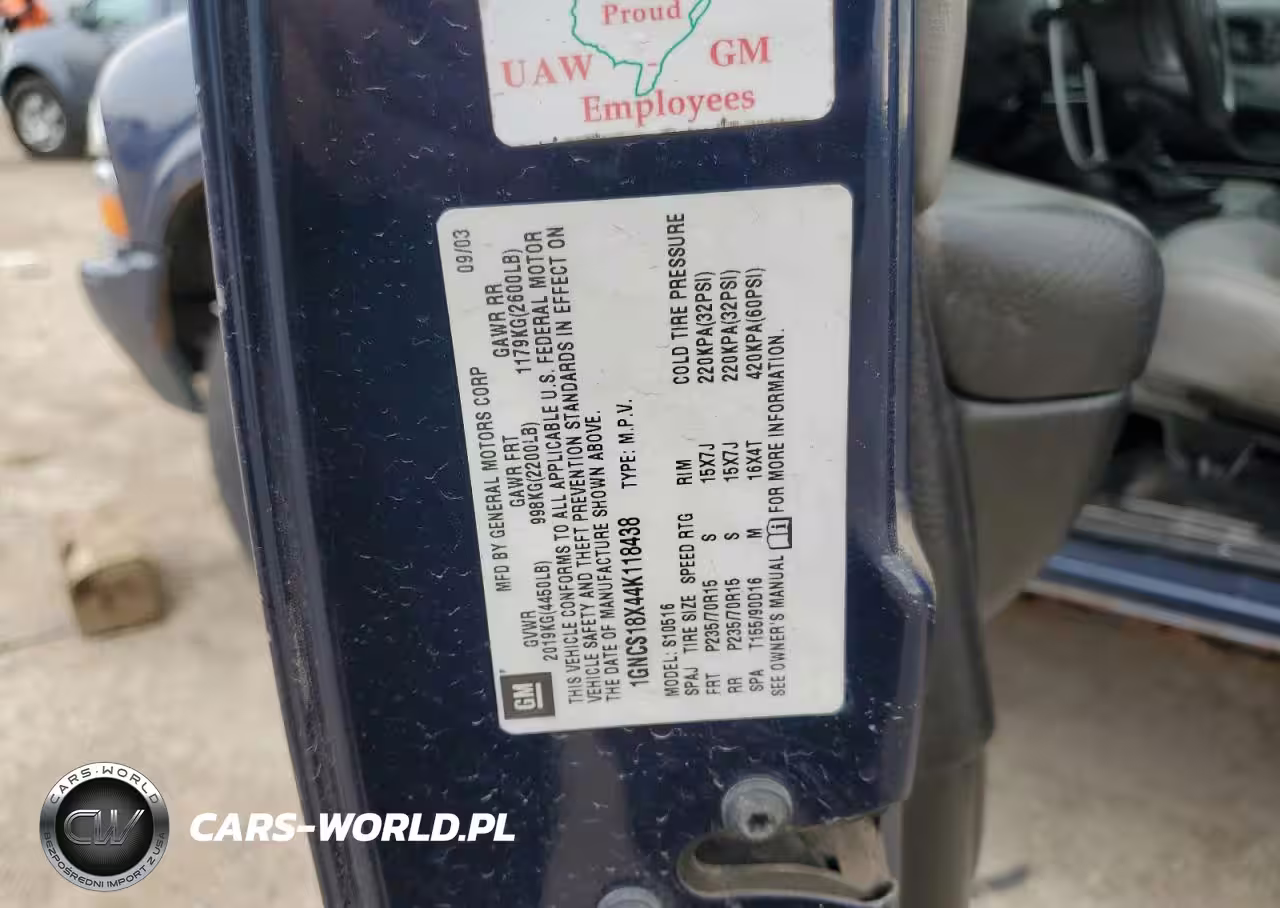 Proud
UAW - GM
Employees
MFD BY GENERAL MOTORS CORP 09/03
GVWR GAWR FRT GAWR RR
2019KG(4450LB) 998KG(2200LB) 1179KG(2600LB)
THIS VEHICLE CONFORMS TO ALL APPLICABLE U.S. FEDERAL MOTOR
VEHICLE SAFETY AND THEFT PREVENTION STANDARDS IN EFFECT ON
THE DATE OF MANUFACTURE SHOWN ABOVE.
1GNCS18X44K118438 TYPE: M.P.V.
MODEL: S10516
SPAJ TIRE SIZE SPEED RTG RIM COLD TIRE PRESSURE
FRT P235/70R15 S 15X7J 220KPA(32PSI)
RR P235/70R15 S 15X7J 220KPA(32PSI)
SPA T155/90D16 M 16X4T 420KPA(60PSI)
SEE OWNER'S MANUAL FOR MORE INFORMATION.
GM
CARS-WORLD
CW
BEZPOŚREDNI IMPORT Z USA
CARS-WORLD.PL